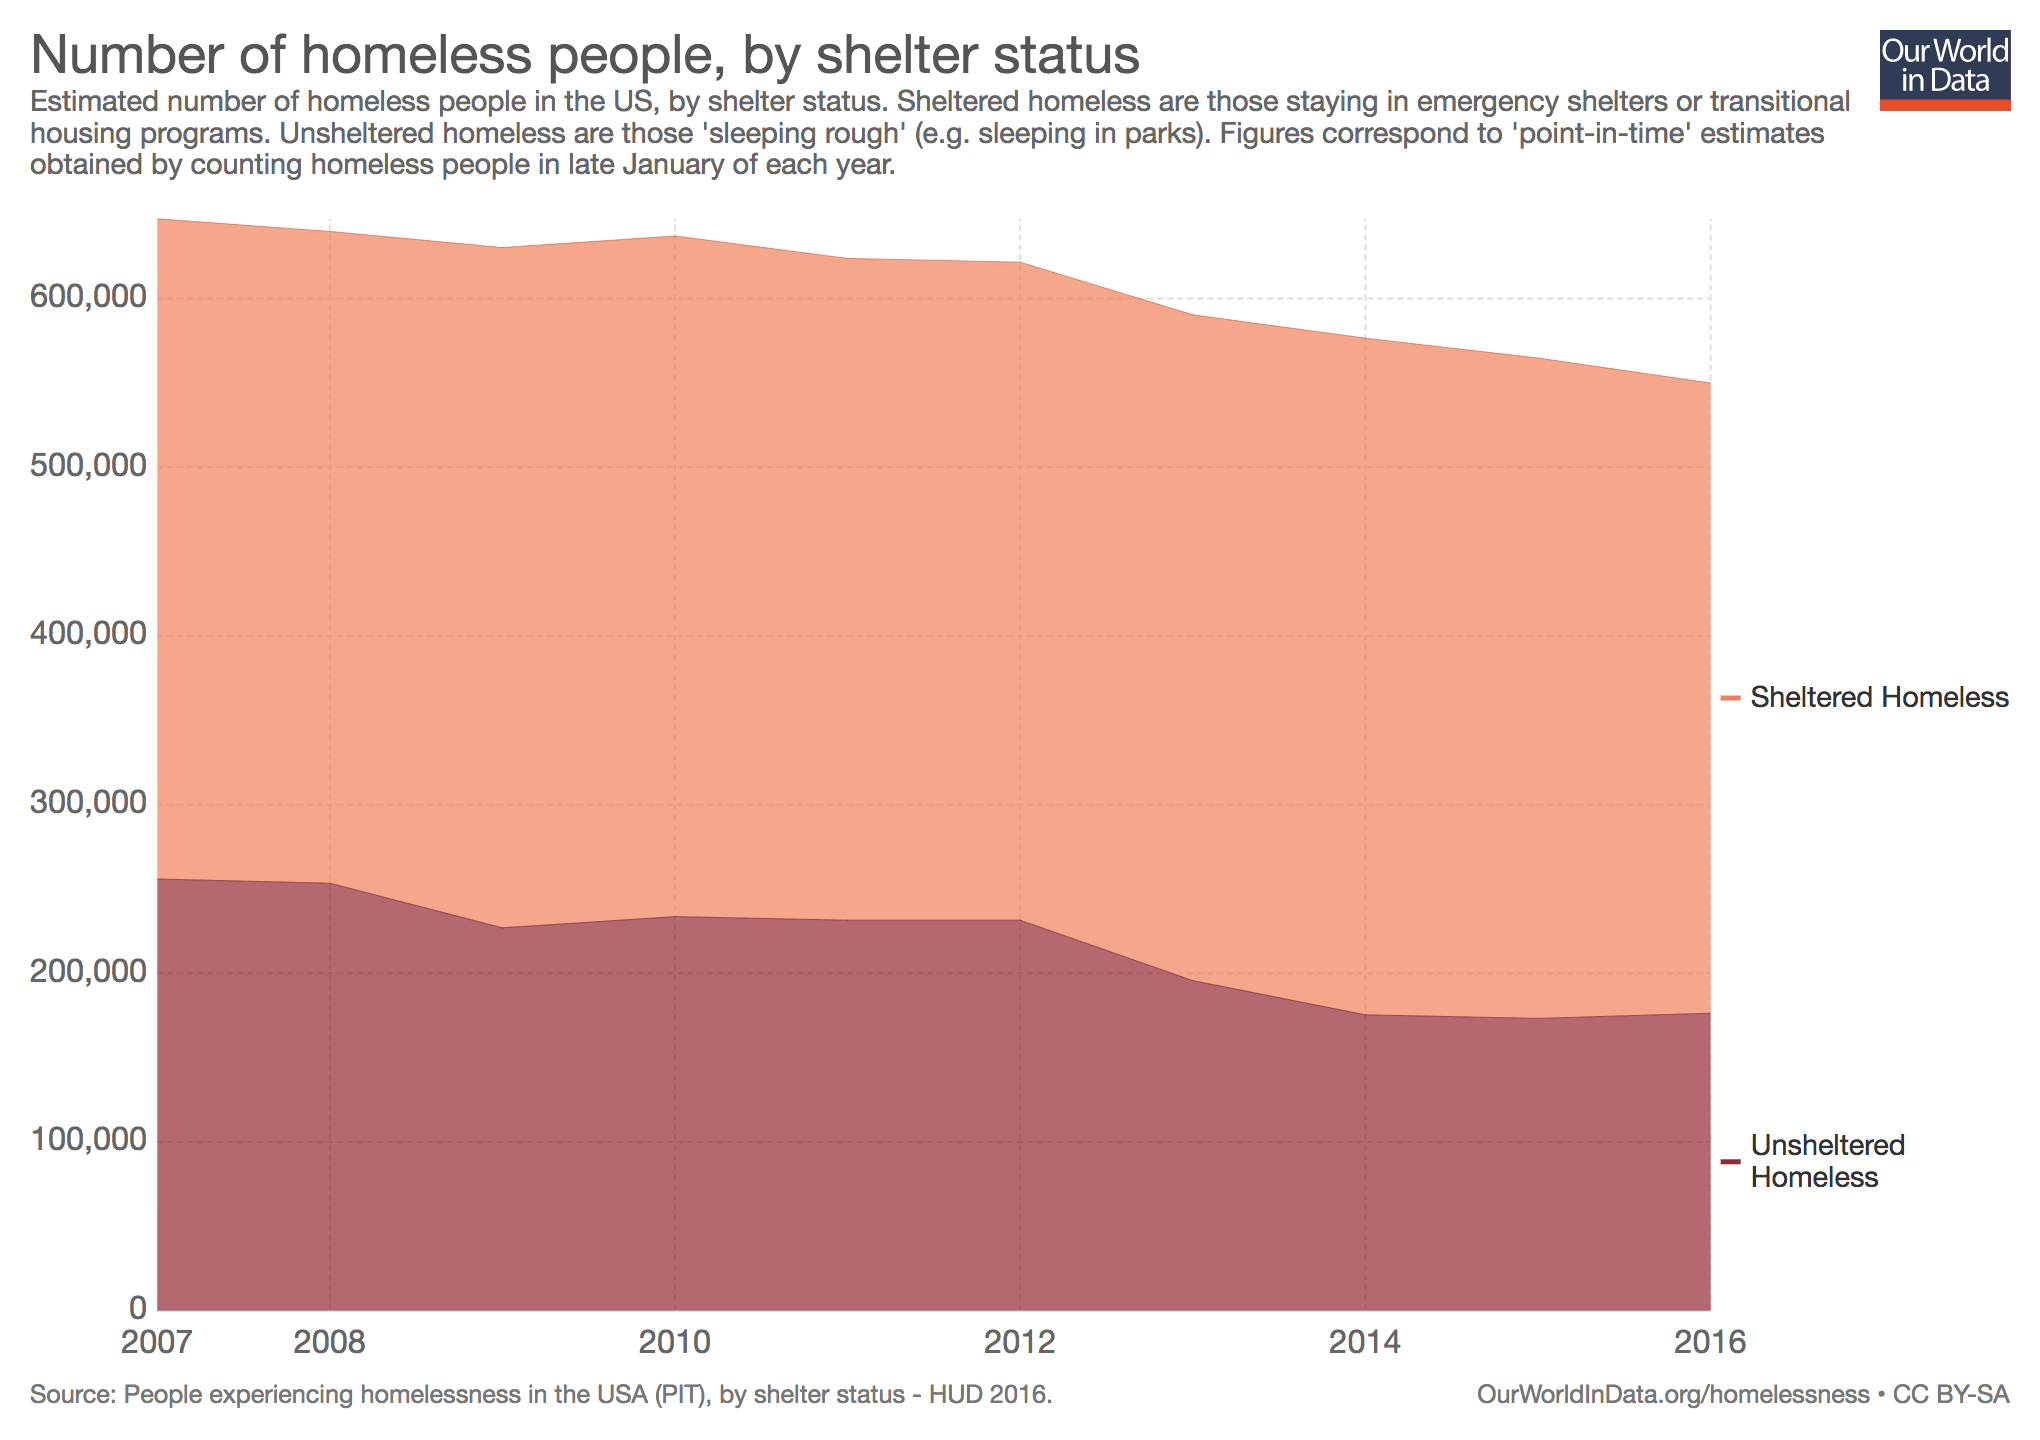 Number of homeless people, by shelter status
Our World
in Data
Estimated number of homeless people in the US, by shelter status. Sheltered homeless are those staying in emergency shelters or transitional
housing programs. Unsheltered homeless are those 'sleeping rough' (e.g. sleeping in parks). Figures correspond to 'point-in-time' estimates
obtained by counting homeless people in late January of each year.
600,000
500,000
400,000
300,000
200,000
100,000
0
Sheltered Homeless
Unsheltered
Homeless
2007 2008 2010 2012 2014 2016
Source: People experiencing homelessness in the USA (PIT), by shelter status - HUD 2016.
OurWorldInData.org/homelessness • CC BY-SA